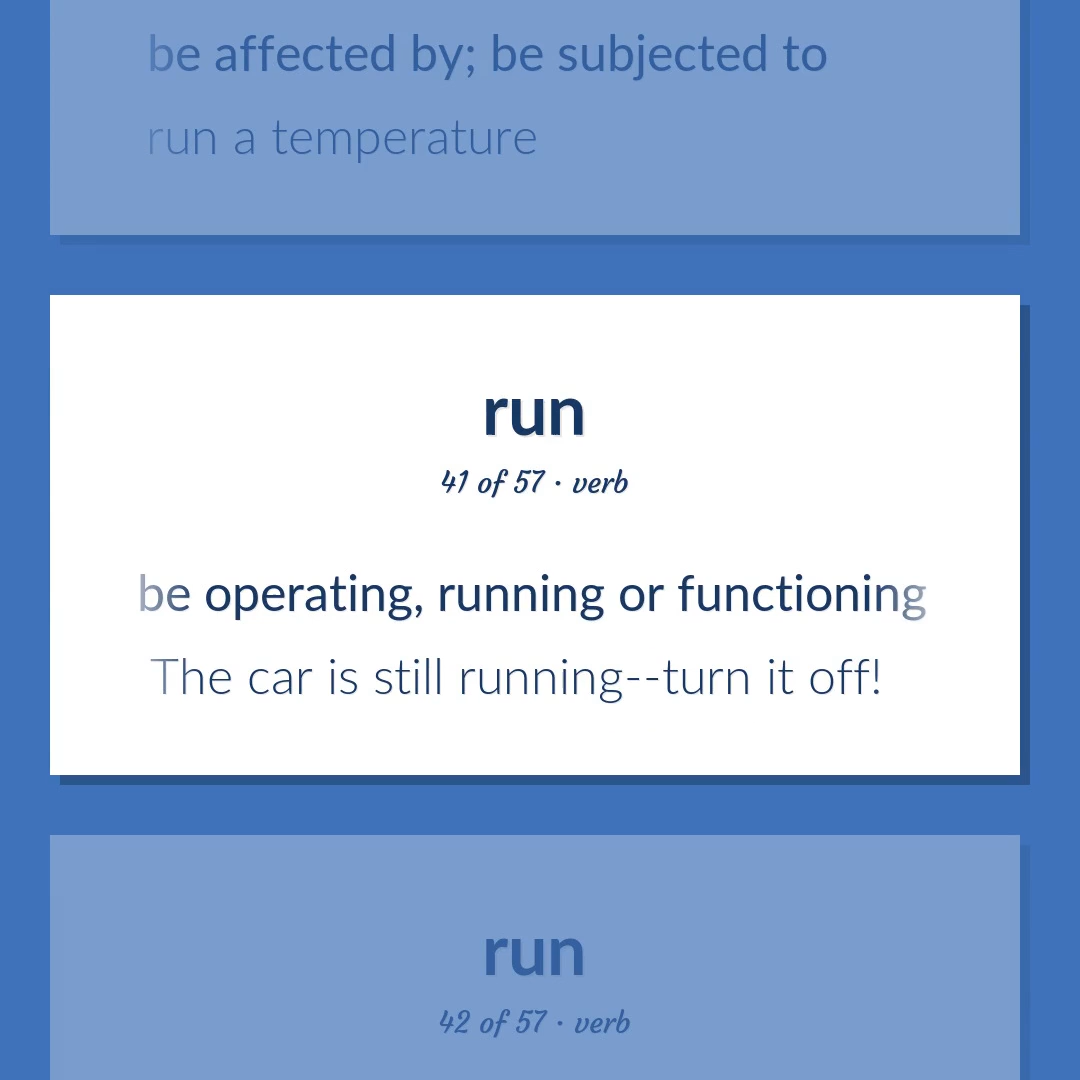 be affected by; be subjected to
run a temperature
run
41 of 57 · verb
be operating, running or functioning
The car is still running--turn it off!
run
42 of 57 · verb